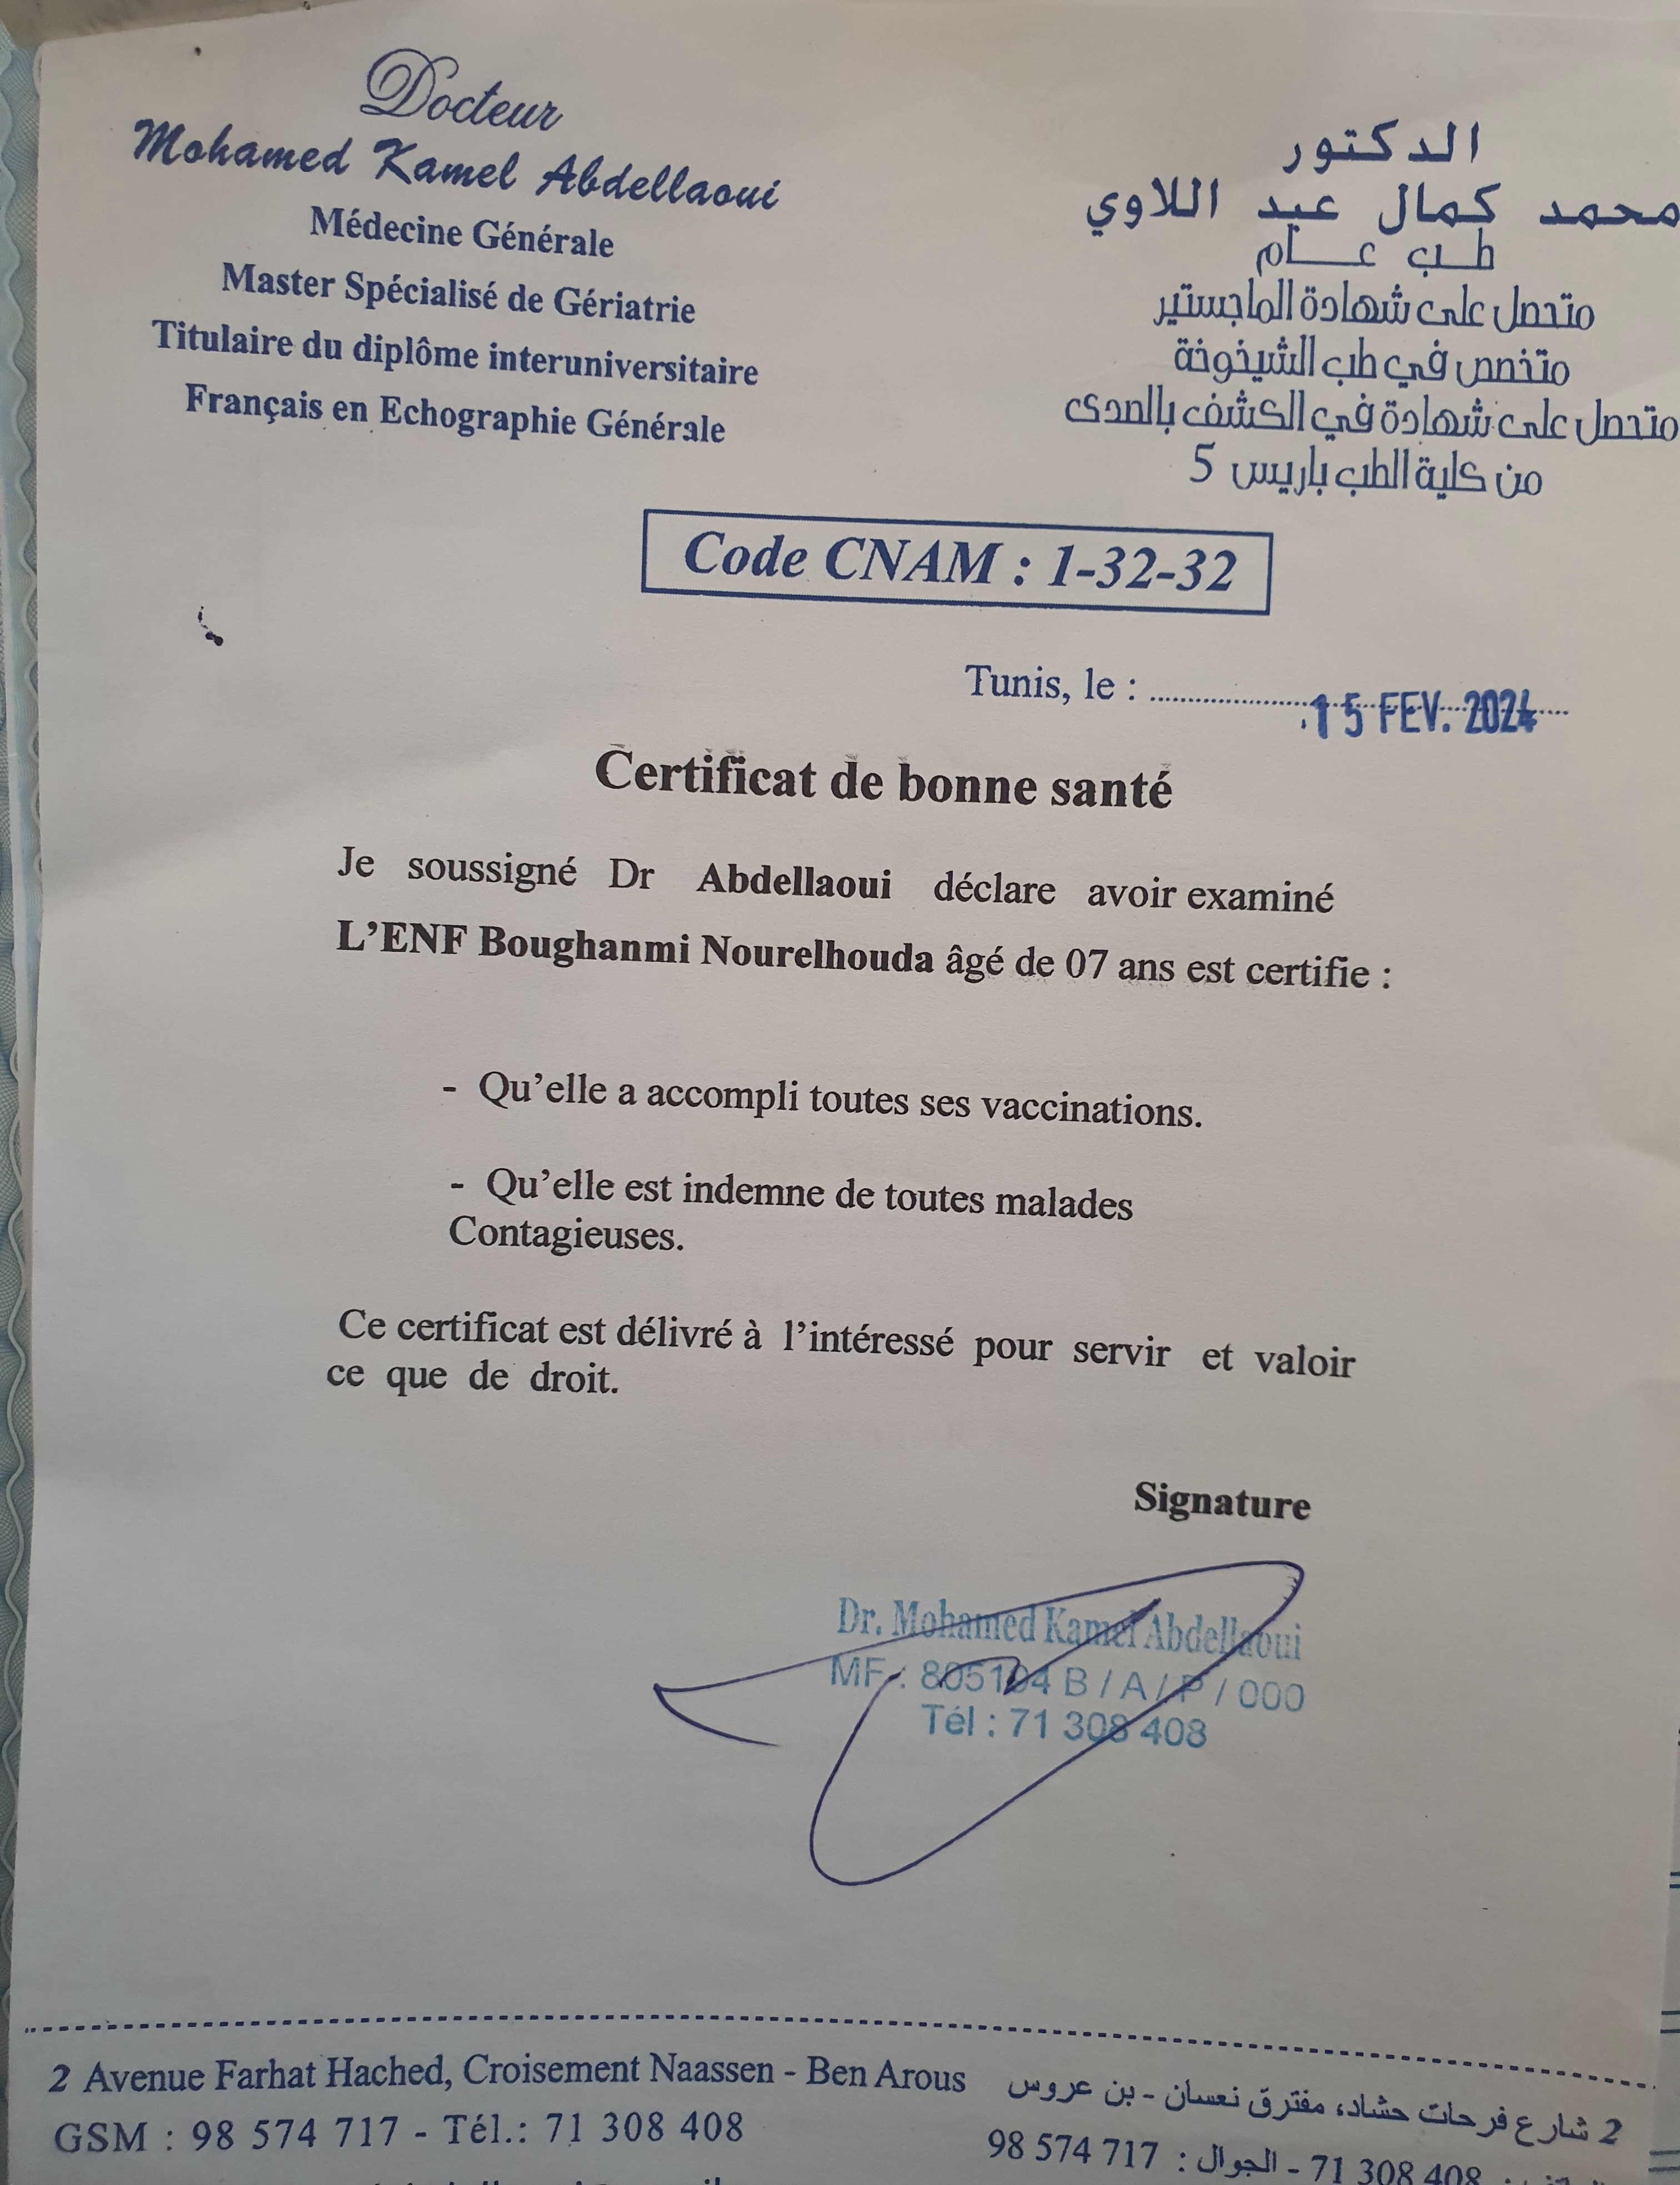 Docteur
Mohamed Kamel Abdellaoui
Médecine Générale
Master Spécialisé de Gériatrie
Titulaire du diplôme interuniversitaire
Français en Echographie Générale
الدكتور
محمد كمال عبد اللاوي
طب عام
متحصل على شهادة الماجستير
متخصص في طب الشيخوخة
متحصل على شهادة في الكشف بالصدى
من كلية الطب باريس 5
Code CNAM : 1-32-32
Tunis, le : 15 FEV. 2024
Certificat de bonne santé
Je soussigné Dr Abdellaoui déclare avoir examiné
L’ENF Boughanmi Nourelhouda âgé de 07 ans est certifie :
- Qu’elle a accompli toutes ses vaccinations.
- Qu’elle est indemne de toutes malades
Contagieuses.
Ce certificat est délivré à l’intéressé pour servir et valoir
ce que de droit.
Signature
Dr. Mohamed Kamel Abdellaoui
MF : 805104 B / A / P / 000
Tél : 71 308 408
2 Avenue Farhat Hached, Croisement Naassen - Ben Arous
GSM : 98 574 717 - Tél.: 71 308 408
2 شارع فرحات حشاد، مفترق نعسان - بن عروس
71 308 408 - الجوال : 98 574 717